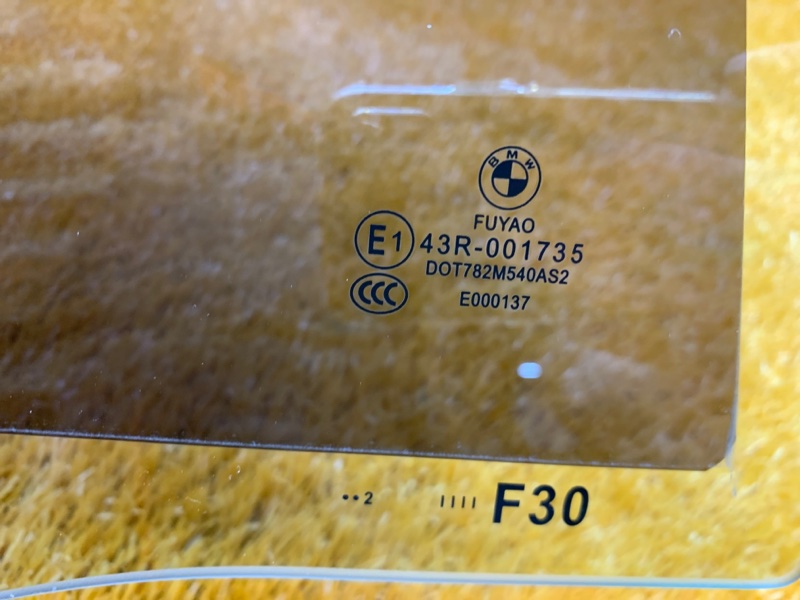 BMW
FUYAO
E1 43R-001735
DOT782M540AS2
CCC E000137
••2 IIII F30